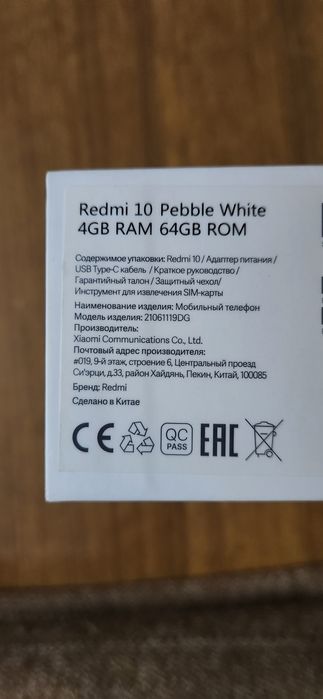 Redmi 10 Pebble White
4GB RAM 64GB ROM
Содержимое упаковки: Redmi 10 / Адаптер питания /
USB Type-C кабель / Краткое руководство /
Гарантийный талон / Защитный чехол/
Инструмент для извлечения SIM-карты
Наименование изделия: Мобильный телефон
Модель изделия: 21061119DG
Производитель:
Xiaomi Communications Co., Ltd.
Почтовый адрес производителя:
#019, 9-й этаж, строение 6, Центральный проезд
Си'эрци, д.33, район Хайдянь, Пекин, Китай, 100085
Бренд: Redmi
Сделано в Китае
CE QC PASS EAC